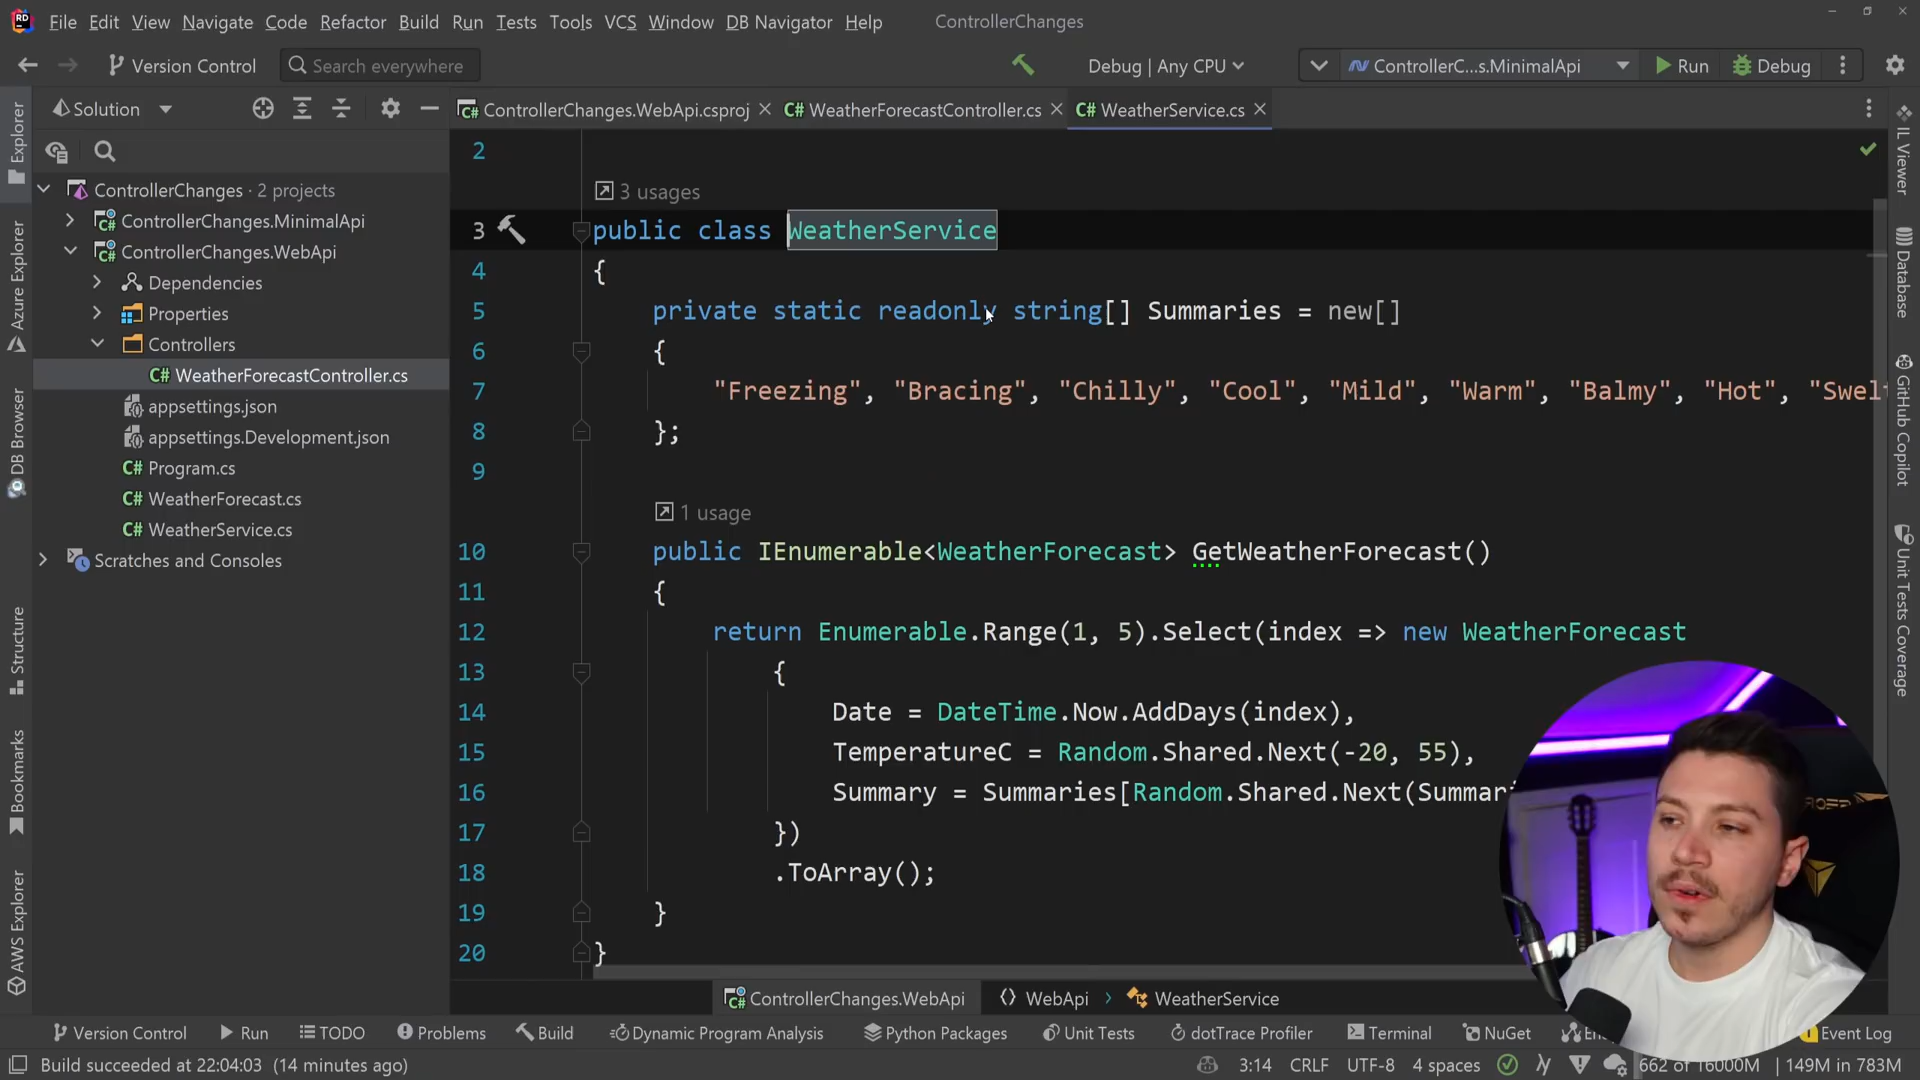 File Edit View Navigate Code Refactor Build Run Tests Tools VCS Window DB Navigator Help ControllerChanges
Version Control Search everywhere Debug | Any CPU ControllerC...s.MinimalApi Run Debug
Solution
ControllerChanges.WebApi.csproj WeatherForecastController.cs WeatherService.cs
ControllerChanges · 2 projects
ControllerChanges.MinimalApi
ControllerChanges.WebApi
Dependencies
Properties
Controllers
WeatherForecastController.cs
appsettings.json
appsettings.Development.json
Program.cs
WeatherForecast.cs
WeatherService.cs
Scratches and Consoles
Explorer
Azure Explorer
DB Browser
Structure
Bookmarks
AWS Explorer
2
3 usages
3 public class WeatherService
4 {
5 private static readonly string[] Summaries = new[]
6 {
7 "Freezing", "Bracing", "Chilly", "Cool", "Mild", "Warm", "Balmy", "Hot", "Swelt
8 };
9
1 usage
10 public IEnumerable<WeatherForecast> GetWeatherForecast()
11 {
12 return Enumerable.Range(1, 5).Select(index => new WeatherForecast
13 {
14 Date = DateTime.Now.AddDays(index),
15 TemperatureC = Random.Shared.Next(-20, 55),
16 Summary = Summaries[Random.Shared.Next(Summari
17 })
18 .ToArray();
19 }
20 }
IL Viewer
Database
GitHub Copilot
Unit Tests Coverage
ControllerChanges.WebApi WebApi WeatherService
Version Control Run TODO Problems Build Dynamic Program Analysis Python Packages Unit Tests dotTrace Profiler Terminal NuGet Event Log
Build succeeded at 22:04:03 (14 minutes ago) 3:14 CRLF UTF-8 4 spaces 662 of 16000M 149M in 783M